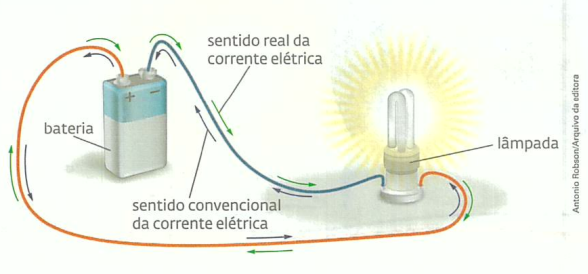 sentido real da
corrente elétrica
+ −
bateria
lâmpada
sentido convencional
da corrente elétrica
Antonio Robson/Arquivo da editora